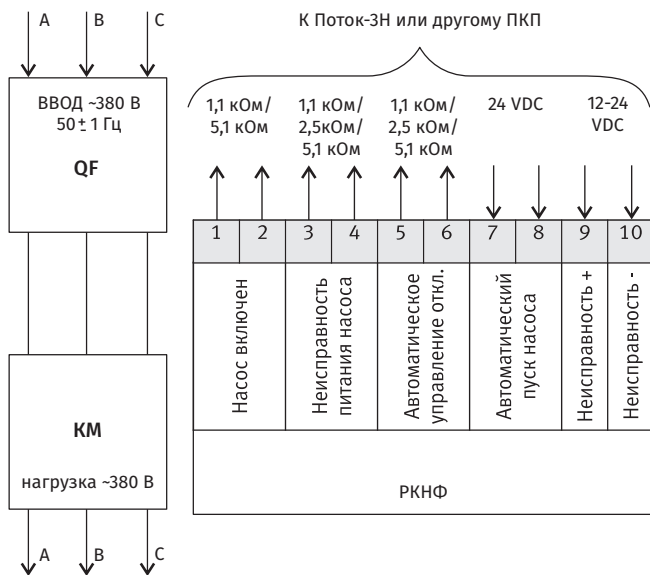 A B C
ВВОД ~380 В
50 ± 1 Гц
QF
KM
нагрузка ~380 В
A B C
К Поток-3Н или другому ПКП
1,1 кОм/
5,1 кОм
1,1 кОм/
2,5кОм/
5,1 кОм
1,1 кОм/
2,5 кОм/
5,1 кОм
24 VDC
12-24
VDC
1 2 3 4 5 6 7 8 9 10
Насос включен
Неисправность
питания насоса
Автоматическое
управление откл.
Автоматический
пуск насоса
Неисправность +
Неисправность -
РКНФ